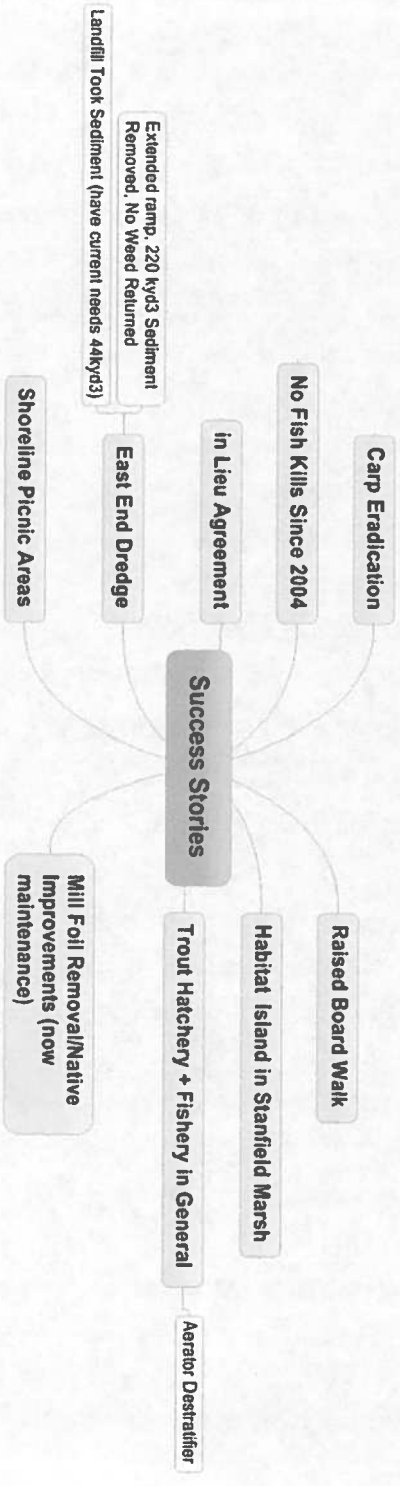 Success Stories
Carp Eradication
No Fish Kills Since 2004
in Lieu Agreement
East End Dredge
Extended ramp, 220 kyd3 Sediment
Removed, No Weed Returned
Landfill Took Sediment (have current needs 44kyd3)
Shoreline Picnic Areas
Raised Board Walk
Habitat Island in Stanfield Marsh
Trout Hatchery + Fishery in General
Aerator Destratifier
Mill Foil Removal/Native
Improvements (now
maintenance)